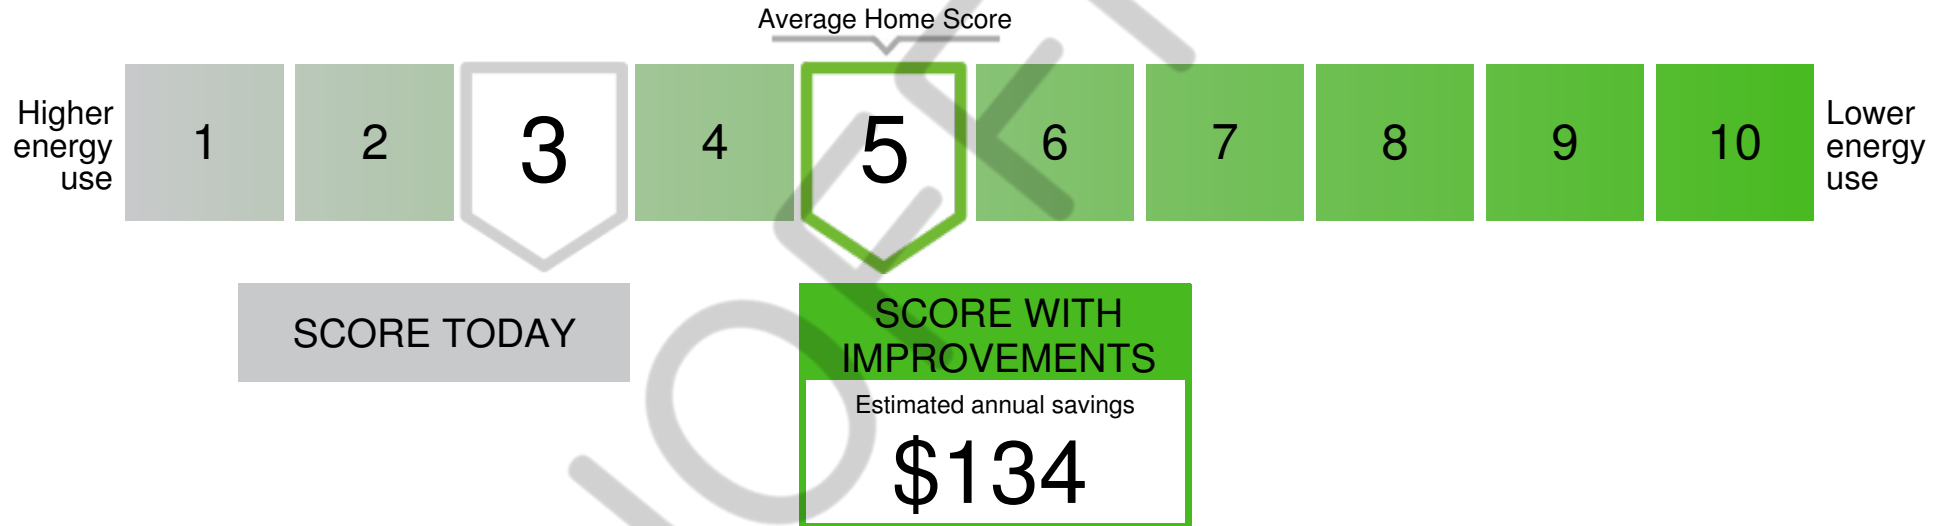 Average Home Score
Higher
energy
use
1
2
3
4
5
6
7
8
9
10
Lower
energy
use
SCORE TODAY
SCORE WITH
IMPROVEMENTS
Estimated annual savings
$134